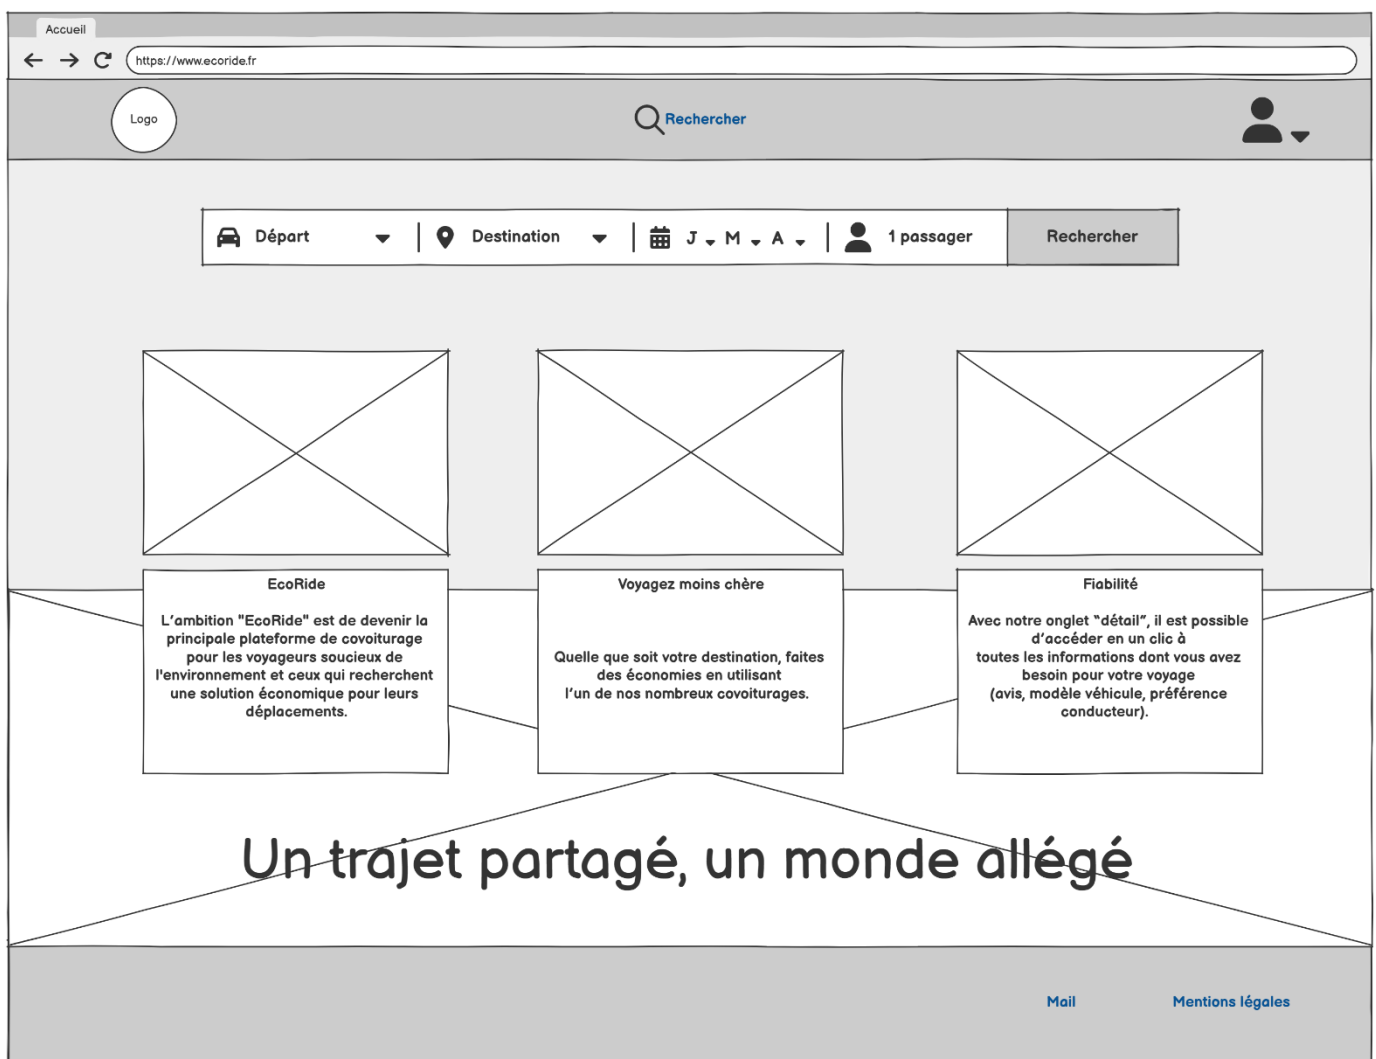 Accueil
https://www.ecoride.fr
Logo
Rechercher
Départ
Destination
J M A
1 passager
Rechercher
EcoRide
L'ambition "EcoRide" est de devenir la
principale plateforme de covoiturage
pour les voyageurs soucieux de
l'environnement et ceux qui recherchent
une solution économique pour leurs
déplacements.
Voyagez moins chère
Quelle que soit votre destination, faites
des économies en utilisant
l'un de nos nombreux covoiturages.
Fiabilité
Avec notre onglet “détail”, il est possible
d'accéder en un clic à
toutes les informations dont vous avez
besoin pour votre voyage
(avis, modèle véhicule, préférence
conducteur).
Un trajet partagé, un monde allégé
Mail
Mentions légales